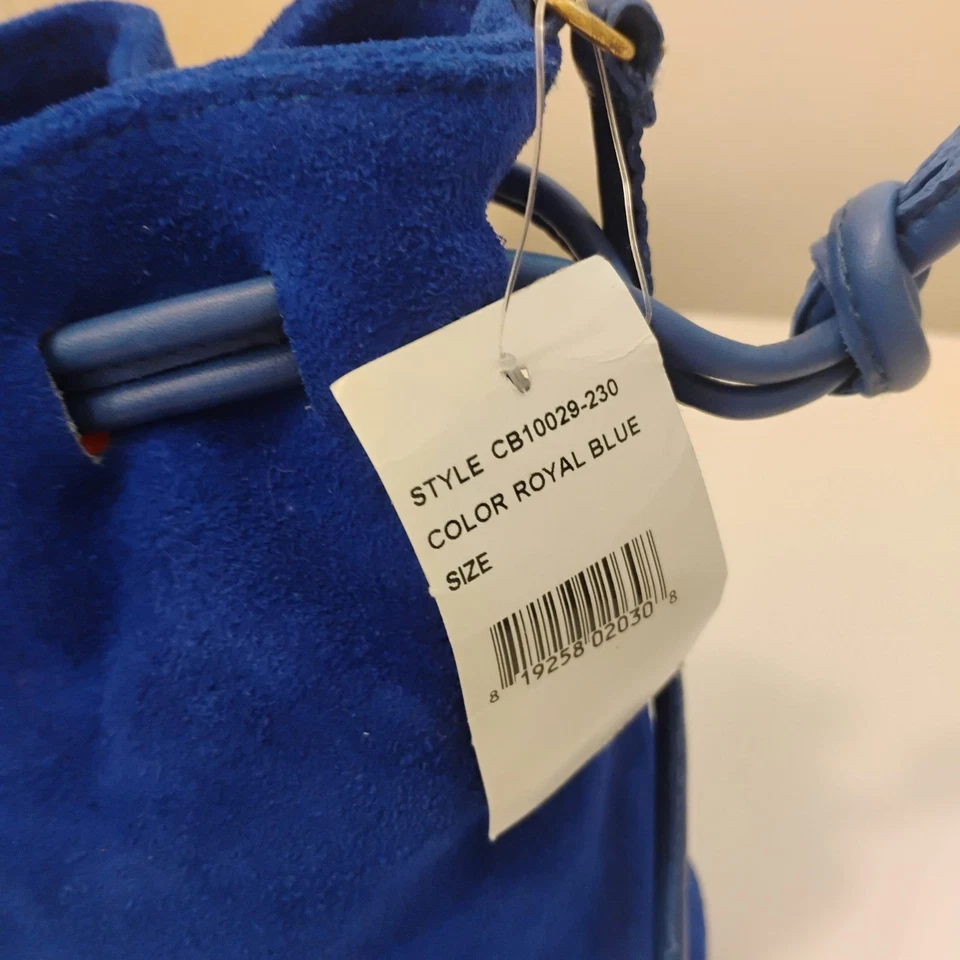 STYLE CB10029-230
COLOR ROYAL BLUE
SIZE
8 19258 02030 8